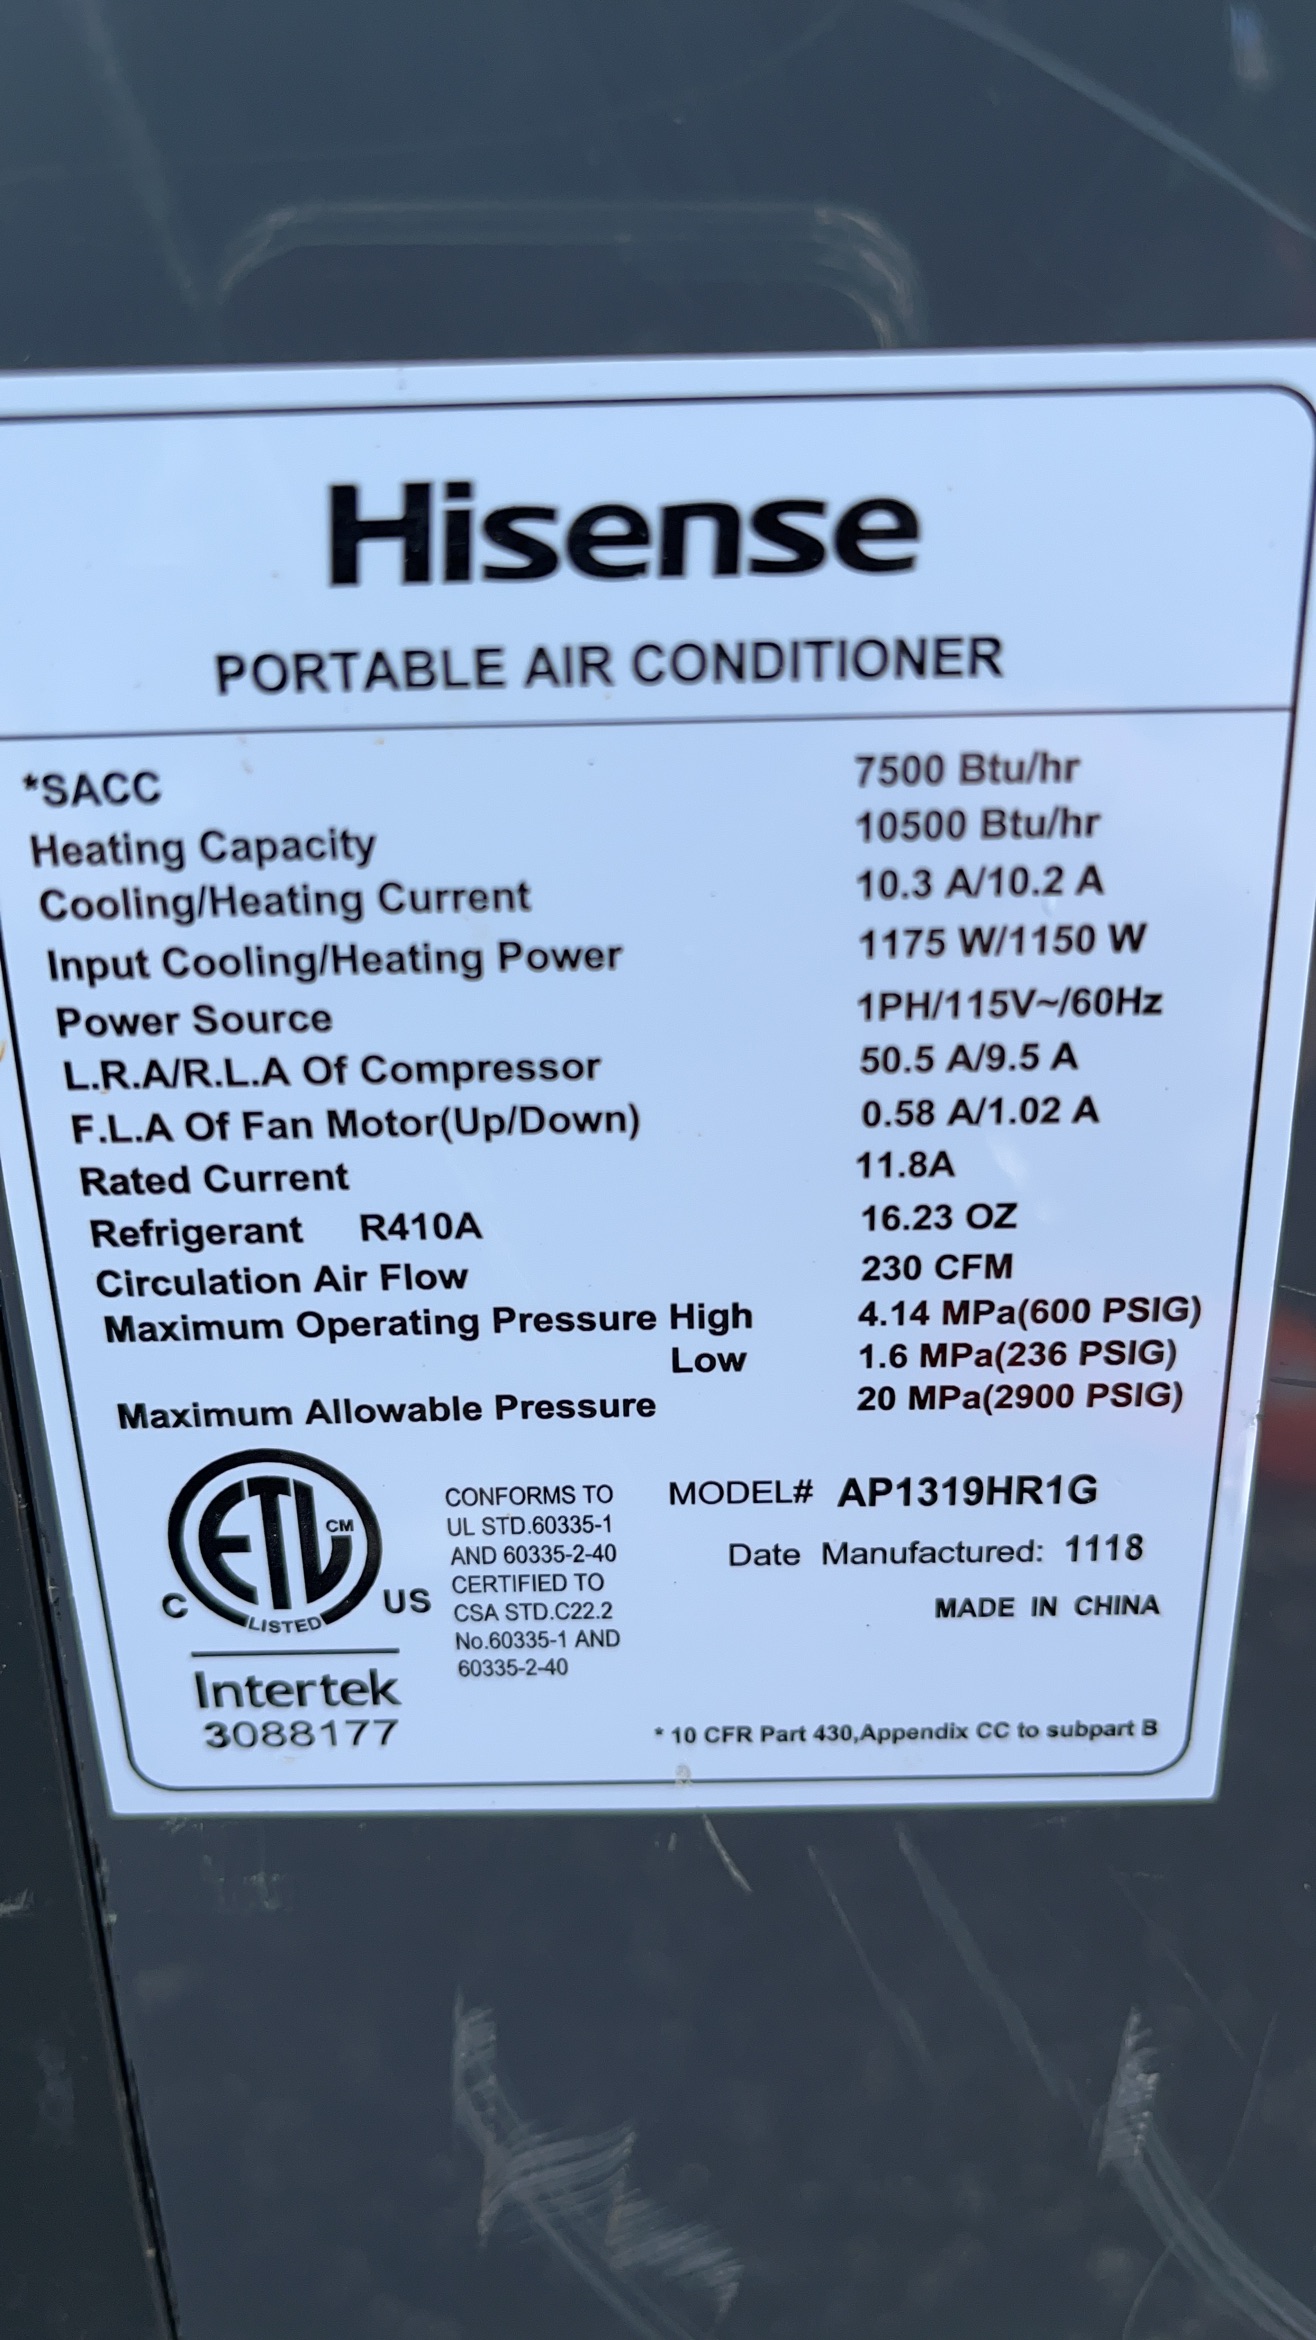 Hisense
PORTABLE AIR CONDITIONER
*SACC 7500 Btu/hr
Heating Capacity 10500 Btu/hr
Cooling/Heating Current 10.3 A/10.2 A
Input Cooling/Heating Power 1175 W/1150 W
Power Source 1PH/115V~/60Hz
L.R.A/R.L.A Of Compressor 50.5 A/9.5 A
F.L.A Of Fan Motor(Up/Down) 0.58 A/1.02 A
Rated Current 11.8A
Refrigerant R410A 16.23 OZ
Circulation Air Flow 230 CFM
Maximum Operating Pressure High 4.14 MPa(600 PSIG)
Low 1.6 MPa(236 PSIG)
Maximum Allowable Pressure 20 MPa(2900 PSIG)
ETL CM
C LISTED US
Intertek
3088177
CONFORMS TO
UL STD.60335-1
AND 60335-2-40
CERTIFIED TO
CSA STD.C22.2
No.60335-1 AND
60335-2-40
MODEL# AP1319HR1G
Date Manufactured: 1118
MADE IN CHINA
* 10 CFR Part 430,Appendix CC to subpart B